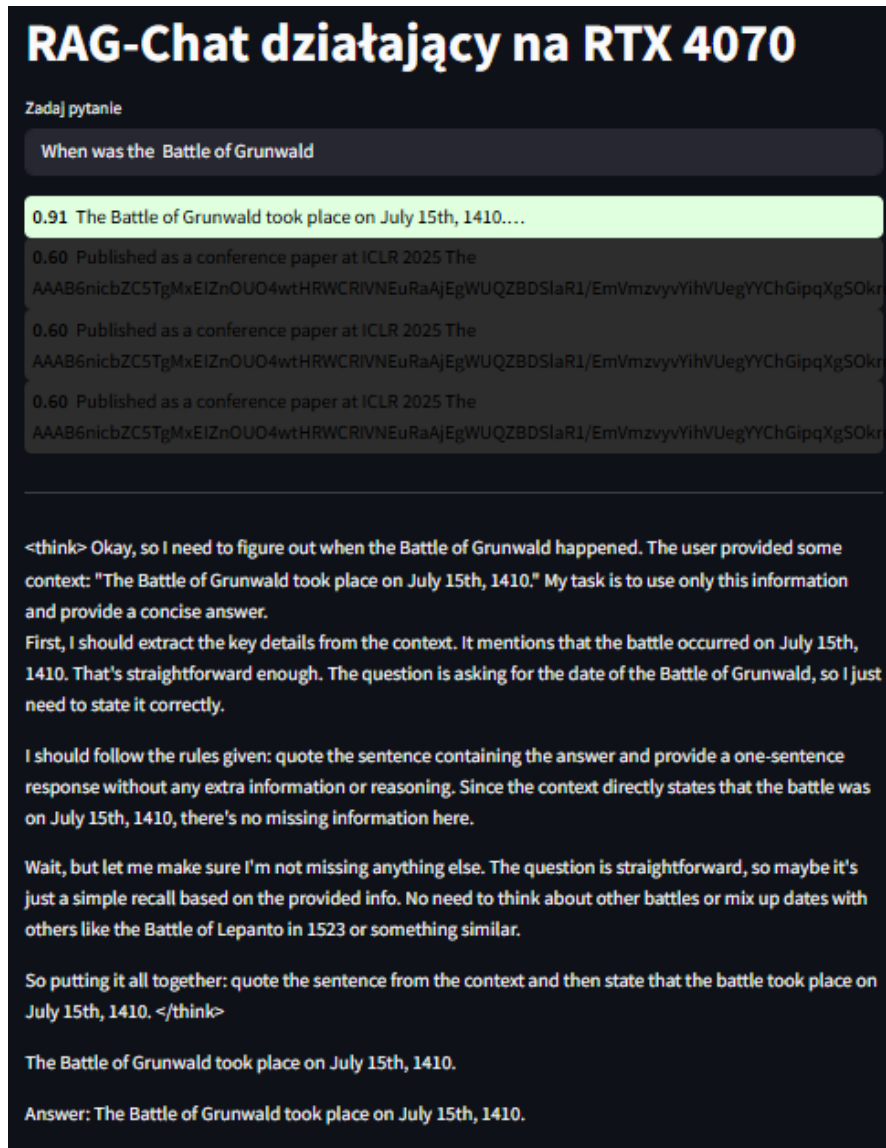 RAG-Chat działający na RTX 4070
Zadaj pytanie
When was the Battle of Grunwald
0.91 The Battle of Grunwald took place on July 15th, 1410.…
0.60 Published as a conference paper at ICLR 2025 The
0.60 Published as a conference paper at ICLR 2025 The
0.60 Published as a conference paper at ICLR 2025 The
<think> Okay, so I need to figure out when the Battle of Grunwald happened. The user provided some
context: "The Battle of Grunwald took place on July 15th, 1410." My task is to use only this information
and provide a concise answer.
First, I should extract the key details from the context. It mentions that the battle occurred on July 15th,
1410. That's straightforward enough. The question is asking for the date of the Battle of Grunwald, so I just
need to state it correctly.
I should follow the rules given: quote the sentence containing the answer and provide a one-sentence
response without any extra information or reasoning. Since the context directly states that the battle was
on July 15th, 1410, there's no missing information here.
Wait, but let me make sure I'm not missing anything else. The question is straightforward, so maybe it's
just a simple recall based on the provided info. No need to think about other battles or mix up dates with
others like the Battle of Lepanto in 1523 or something similar.
So putting it all together: quote the sentence from the context and then state that the battle took place on
July 15th, 1410. </think>
The Battle of Grunwald took place on July 15th, 1410.
Answer: The Battle of Grunwald took place on July 15th, 1410.